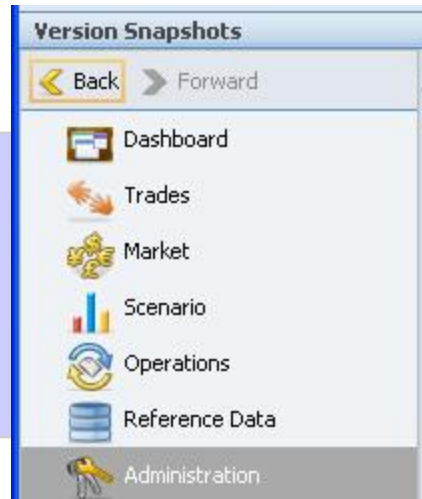 Version Snapshots
Back Forward
Dashboard
Trades
Market
Scenario
Operations
Reference Data
Administration